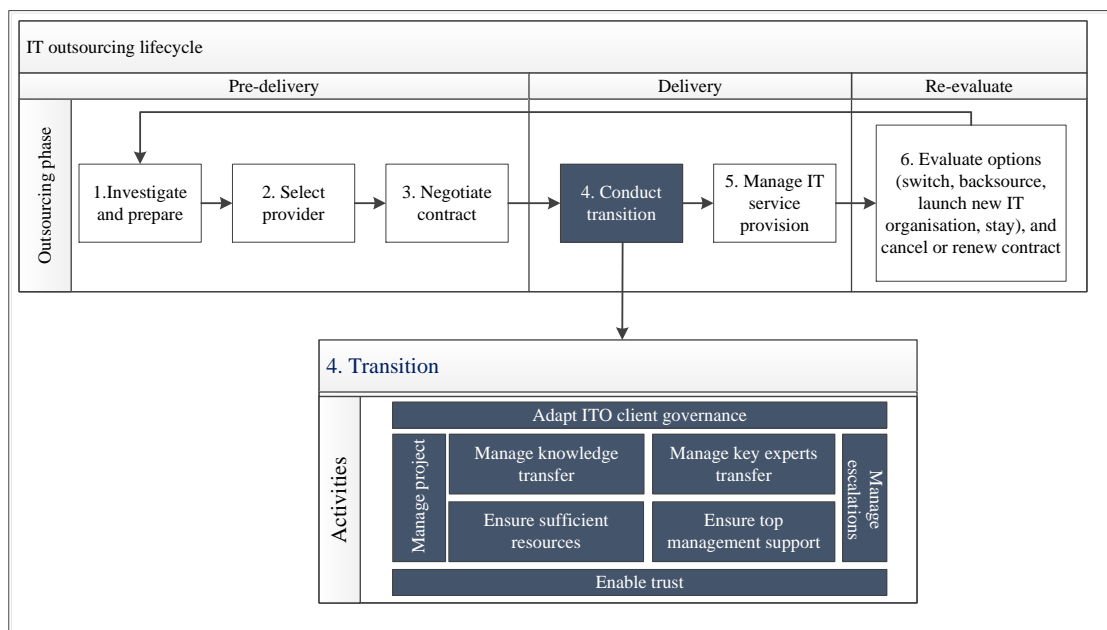 IT outsourcing lifecycle
Pre-delivery
Delivery
Re-evaluate
Outsourcing phase
1.Investigate
and prepare
2. Select
provider
3. Negotiate
contract
4. Conduct
transition
5. Manage IT
service
provision
6. Evaluate options
(switch, backsource,
launch new IT
organisation, stay), and
cancel or renew contract
4. Transition
Activities
Adapt ITO client governance
Manage project
Manage knowledge
transfer
Manage key experts
transfer
Manage
escalations
Ensure sufficient
resources
Ensure top
management support
Enable trust